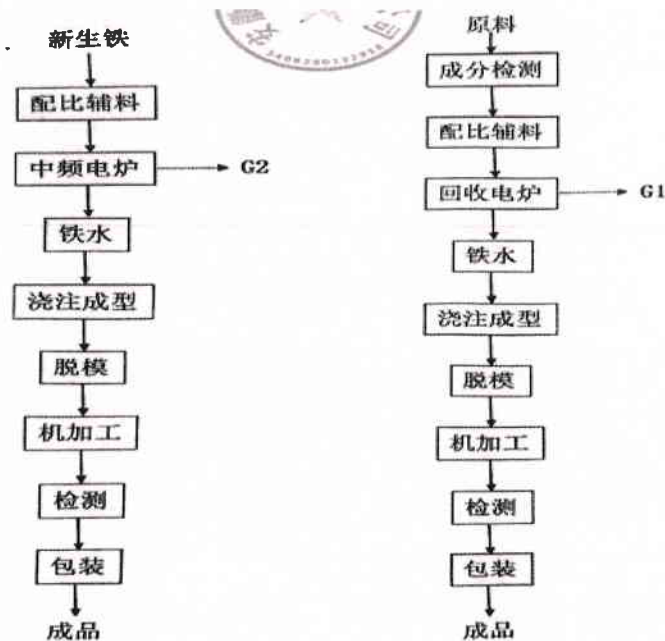 新生铁
配比辅料
中频电炉
G2
铁水
浇注成型
脱模
机加工
检测
包装
成品
原料
成分检测
配比辅料
回收电炉
G1
铁水
浇注成型
脱模
机加工
检测
包装
成品